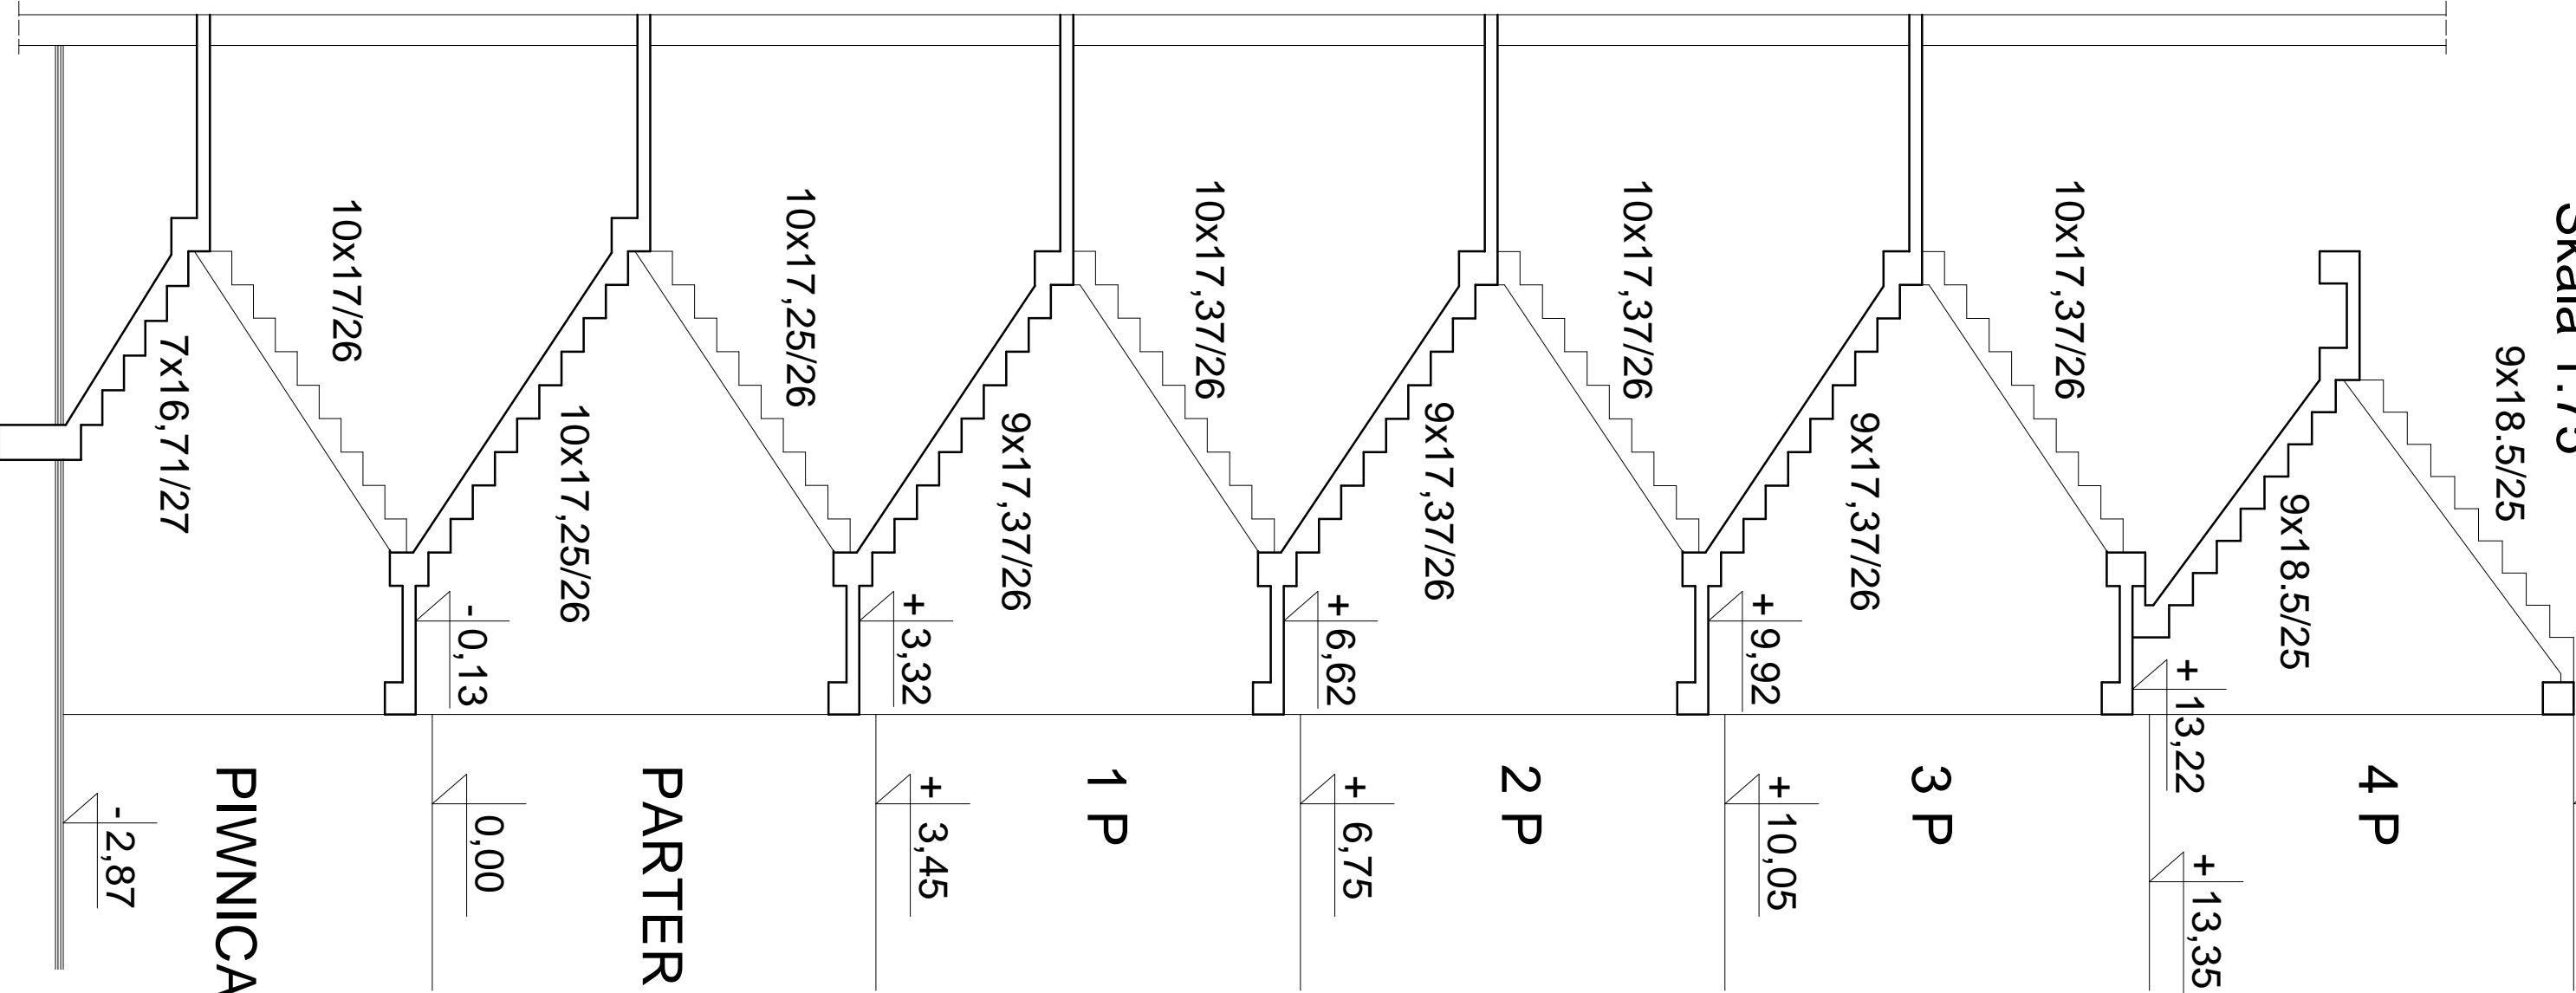 Skala 1:75
9x18.5/25
9x18.5/25
4 P
+ 13,35
+ 13,22
10x17,37/26
3 P
9x17,37/26
+ 10,05
+ 9,92
10x17,37/26
2 P
9x17,37/26
+ 6,75
+ 6,62
10x17,37/26
1 P
9x17,37/26
+ 3,45
+ 3,32
10x17,25/26
PARTER
10x17,25/26
0,00
- 0,13
10x17/26
PIWNICA
7x16,71/27
- 2,87